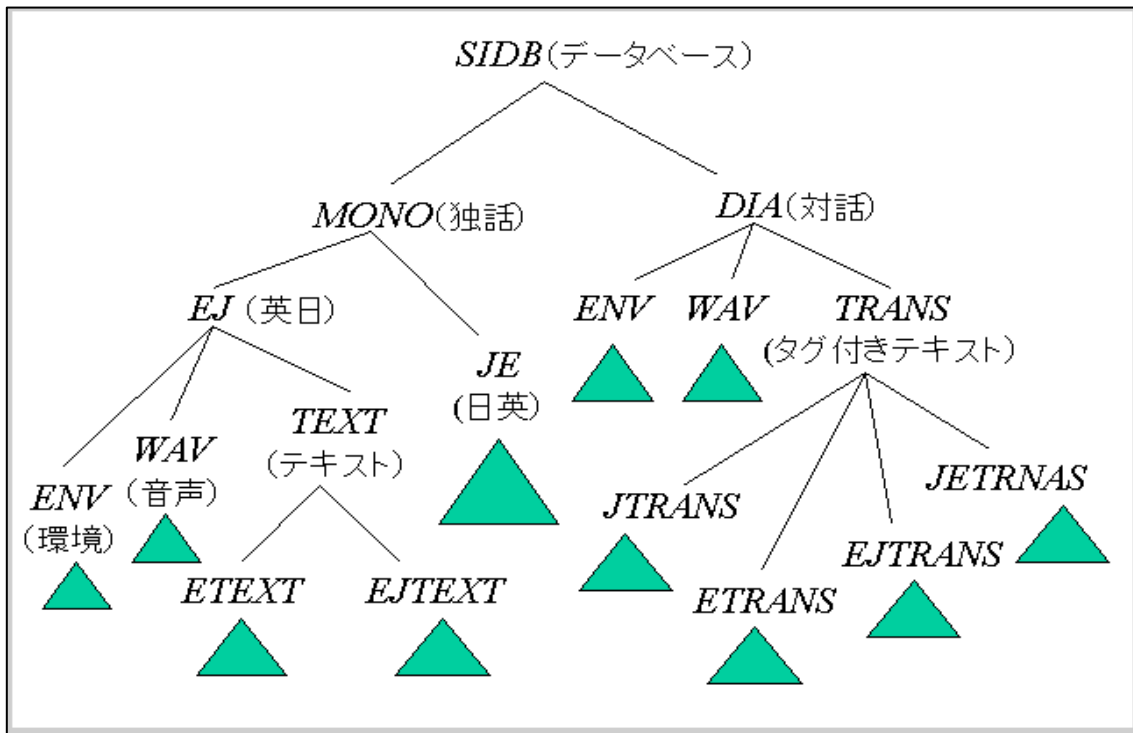 SIDB(データベース)
MONO(独話)
DIA(対話)
EJ (英日)
ENV
WAV
TRANS
(タグ付きテキスト)
JE
(日英)
TEXT
(テキスト)
WAV
(音声)
ENV
(環境)
JTRANS
JETRNAS
EJTRANS
ETEXT
EJTEXT
ETRANS